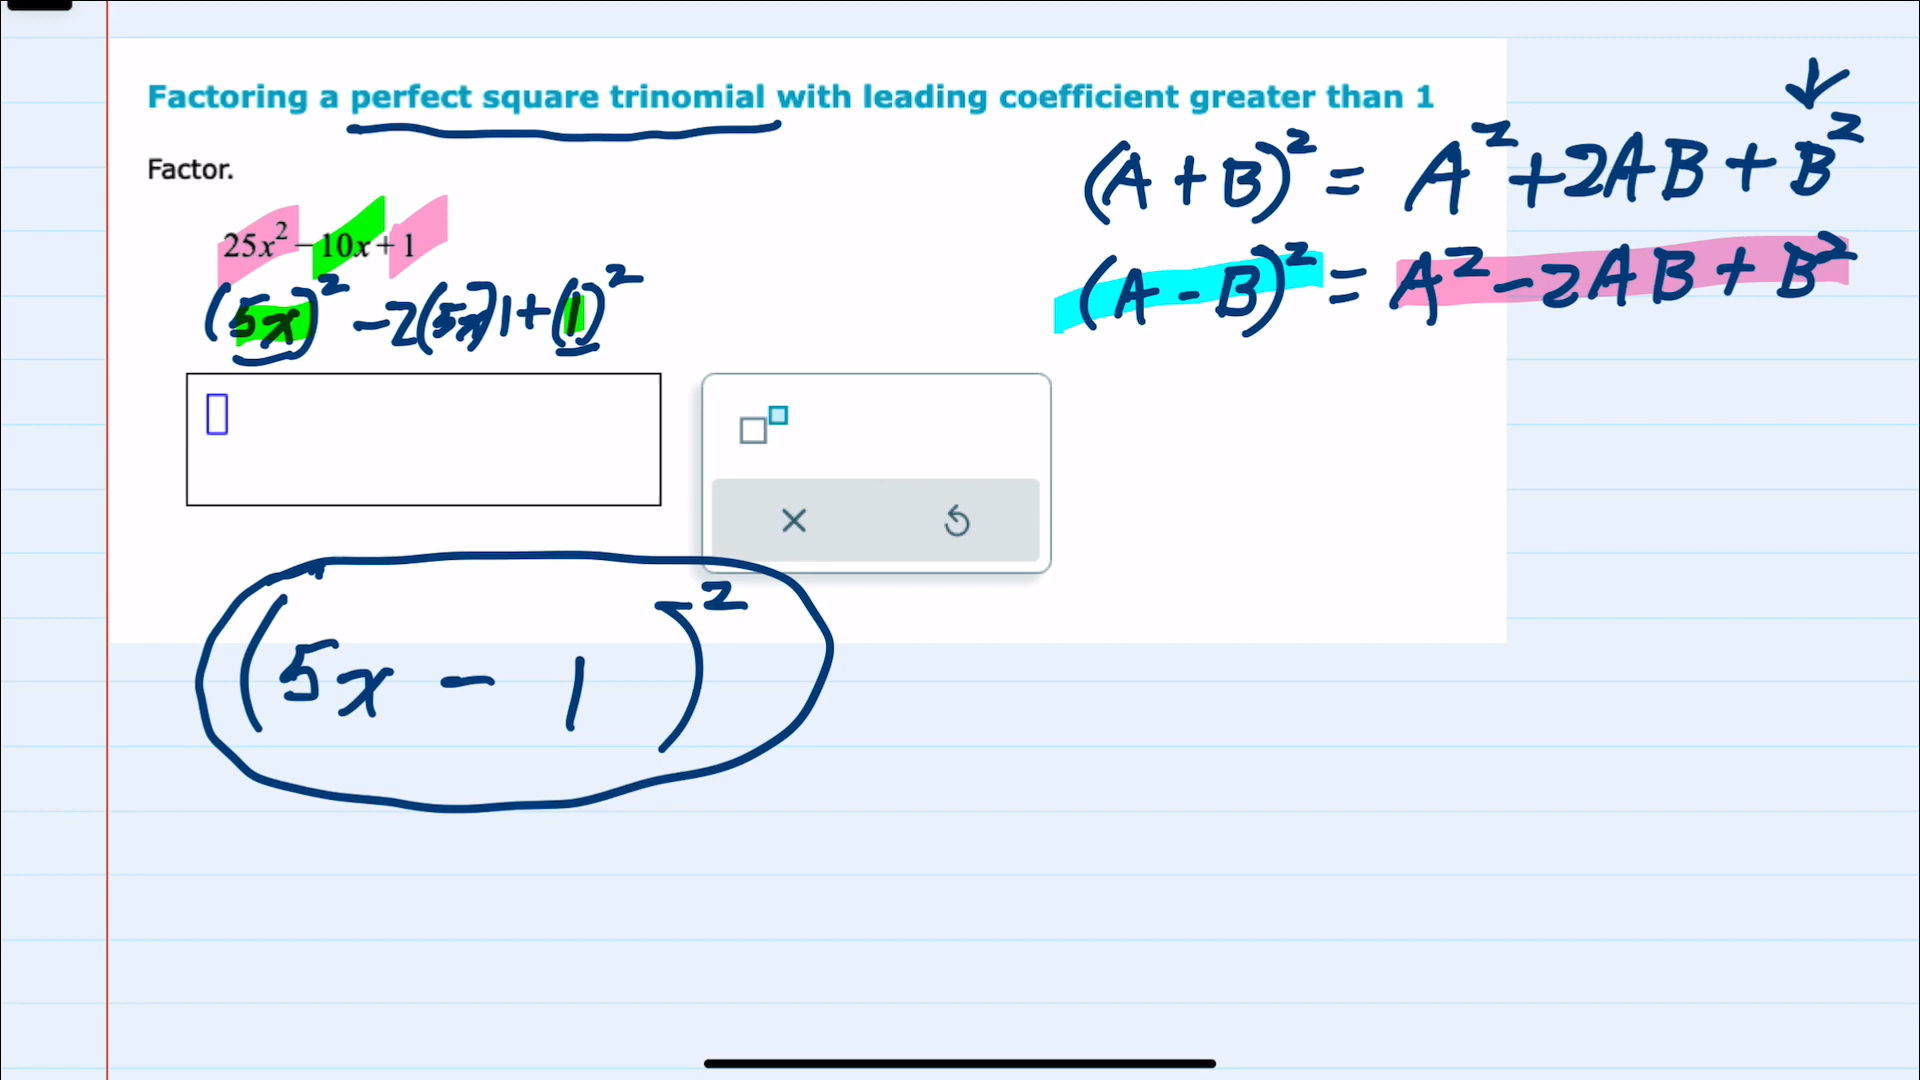 Factoring a perfect square trinomial with leading coefficient greater than 1
(A + B)² = A² + 2AB + B²
Factor.
25x² − 10x + 1
(A - B)² = A² - 2AB + B²
(5x)² - 2(5x)1 + (1)²
(5x - 1)²